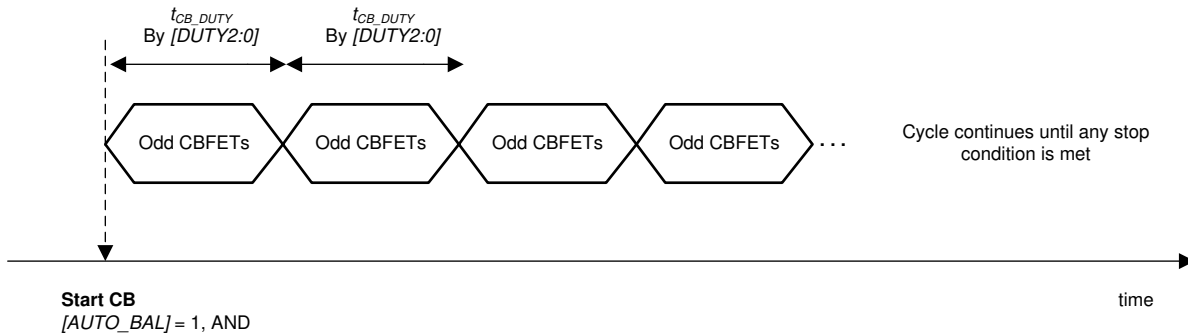 tCB_DUTY
By [DUTY2:0]
tCB_DUTY
By [DUTY2:0]
Odd CBFETs
Odd CBFETs
Odd CBFETs
Odd CBFETs
. . .
Cycle continues until any stop
condition is met
Start CB
[AUTO_BAL] = 1, AND
time